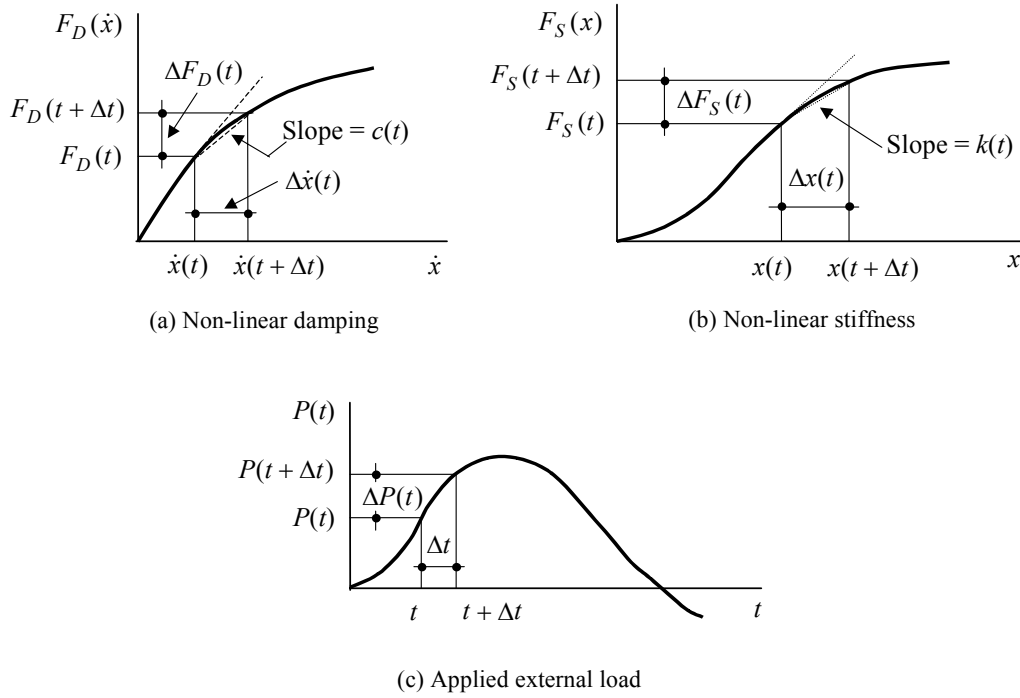 F_D(ẋ)
ΔF_D(t)
F_D(t + Δt)
Slope = c(t)
F_D(t)
Δẋ(t)
ẋ(t) ẋ(t + Δt) ẋ
(a) Non-linear damping
F_S(x)
F_S(t + Δt)
ΔF_S(t)
F_S(t)
Slope = k(t)
Δx(t)
x(t) x(t + Δt) x
(b) Non-linear stiffness
P(t)
P(t + Δt)
ΔP(t)
P(t)
Δt
t t + Δt t
(c) Applied external load